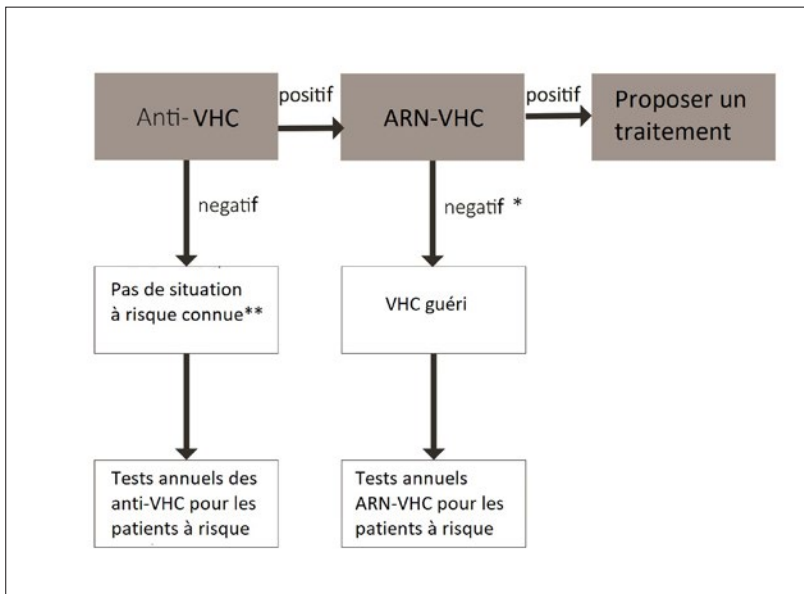 Anti-VHC
positif
ARN-VHC
positif
Proposer un
traitement
negatif
negatif *
Pas de situation
à risque connue**
VHC guéri
Tests annuels des
anti-VHC pour les
patients à risque
Tests annuels
ARN-VHC pour les
patients à risque